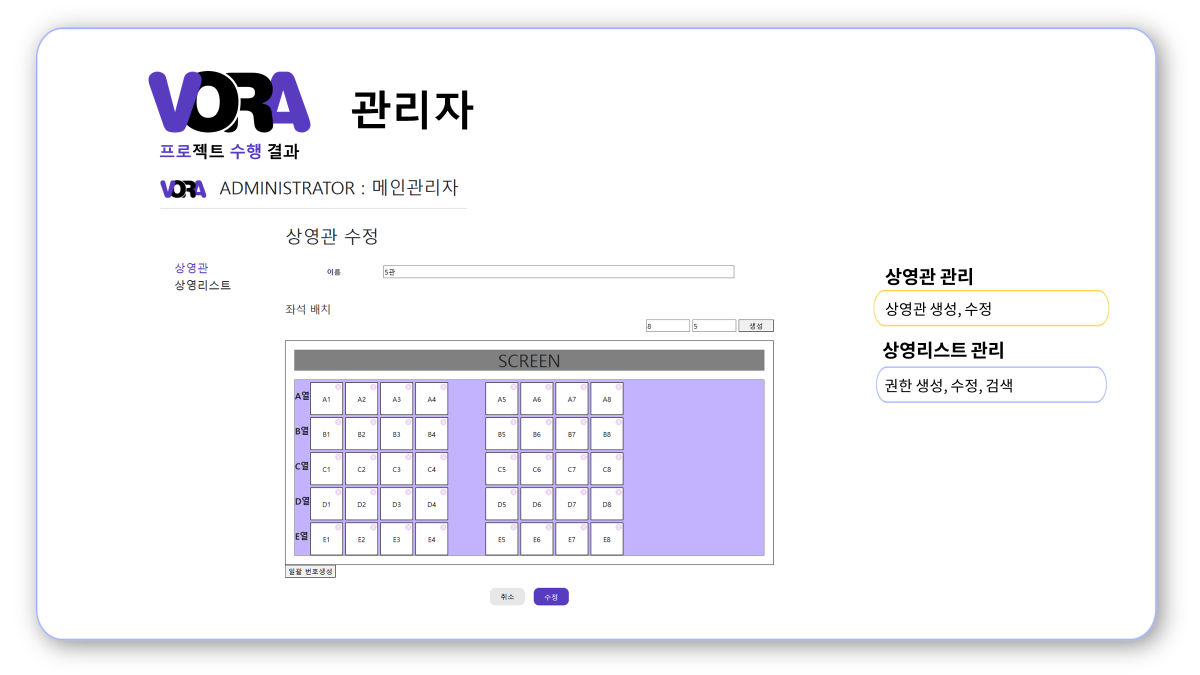 VORA 관리자
프로젝트 수행 결과
VORA ADMINISTRATOR : 메인관리자
상영관 수정
상영관
상영리스트
이름 5관
좌석 배치
8 5 생성
SCREEN
A열 A1 A2 A3 A4 A5 A6 A7 A8
B열 B1 B2 B3 B4 B5 B6 B7 B8
C열 C1 C2 C3 C4 C5 C6 C7 C8
D열 D1 D2 D3 D4 D5 D6 D7 D8
E열 E1 E2 E3 E4 E5 E6 E7 E8
일괄 번호생성
취소 수정
상영관 관리
상영관 생성, 수정
상영리스트 관리
권한 생성, 수정, 검색